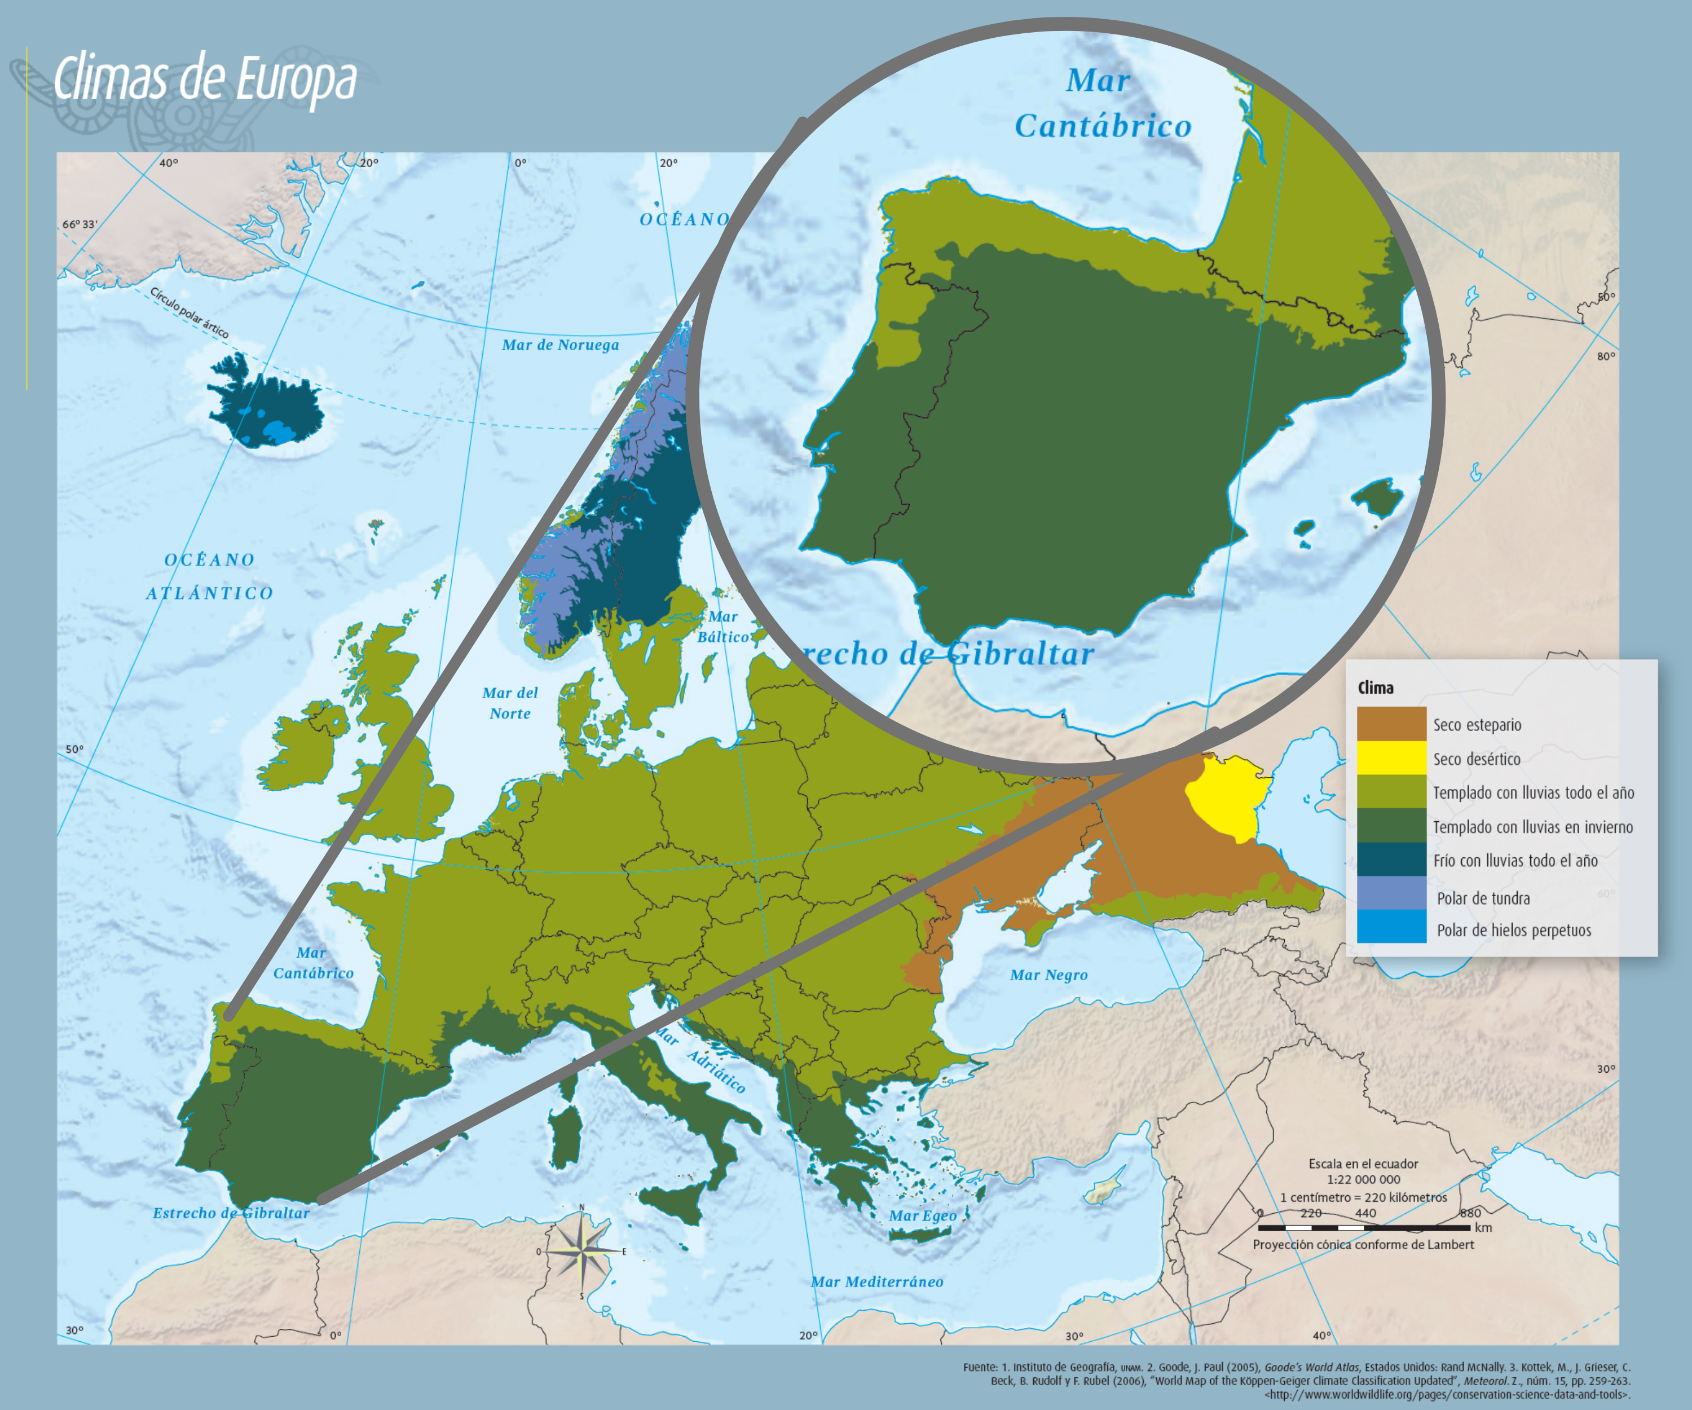 Climas de Europa
Mar
Cantábrico
40°
20°
0°
20°
66° 33'
OCÉANO
Círculo polar ártico
Mar de Noruega
50°
80°
OCÉANO
ATLÁNTICO
Mar
Báltico
recho de Gibraltar
Mar del
Norte
50°
Clima
Seco estepario
Seco desértico
Templado con lluvias todo el año
Templado con lluvias en invierno
Frío con lluvias todo el año
Polar de tundra
Polar de hielos perpetuos
60°
Mar
Cantábrico
Mar Negro
Mar Adriático
30°
Estrecho de Gibraltar
N
O
E
S
Mar Egeo
Mar Mediterráneo
Escala en el ecuador
1:22 000 000
1 centímetro = 220 kilómetros
0 220 440 880
km
Proyección cónica conforme de Lambert
30°
0°
20°
30°
40°
Fuente: 1. Instituto de Geografía, UNAM. 2. Goode, J. Paul (2005), Goode's World Atlas, Estados Unidos: Rand McNally. 3. Kottek, M., J. Grieser, C.
Beck, B. Rudolf y F. Rubel (2006), "World Map of the Köppen-Geiger Climate Classification Updated", Meteorol. Z., núm. 15, pp. 259-263.
<http://www.worldwildlife.org/pages/conservation-science-data-and-tools>.